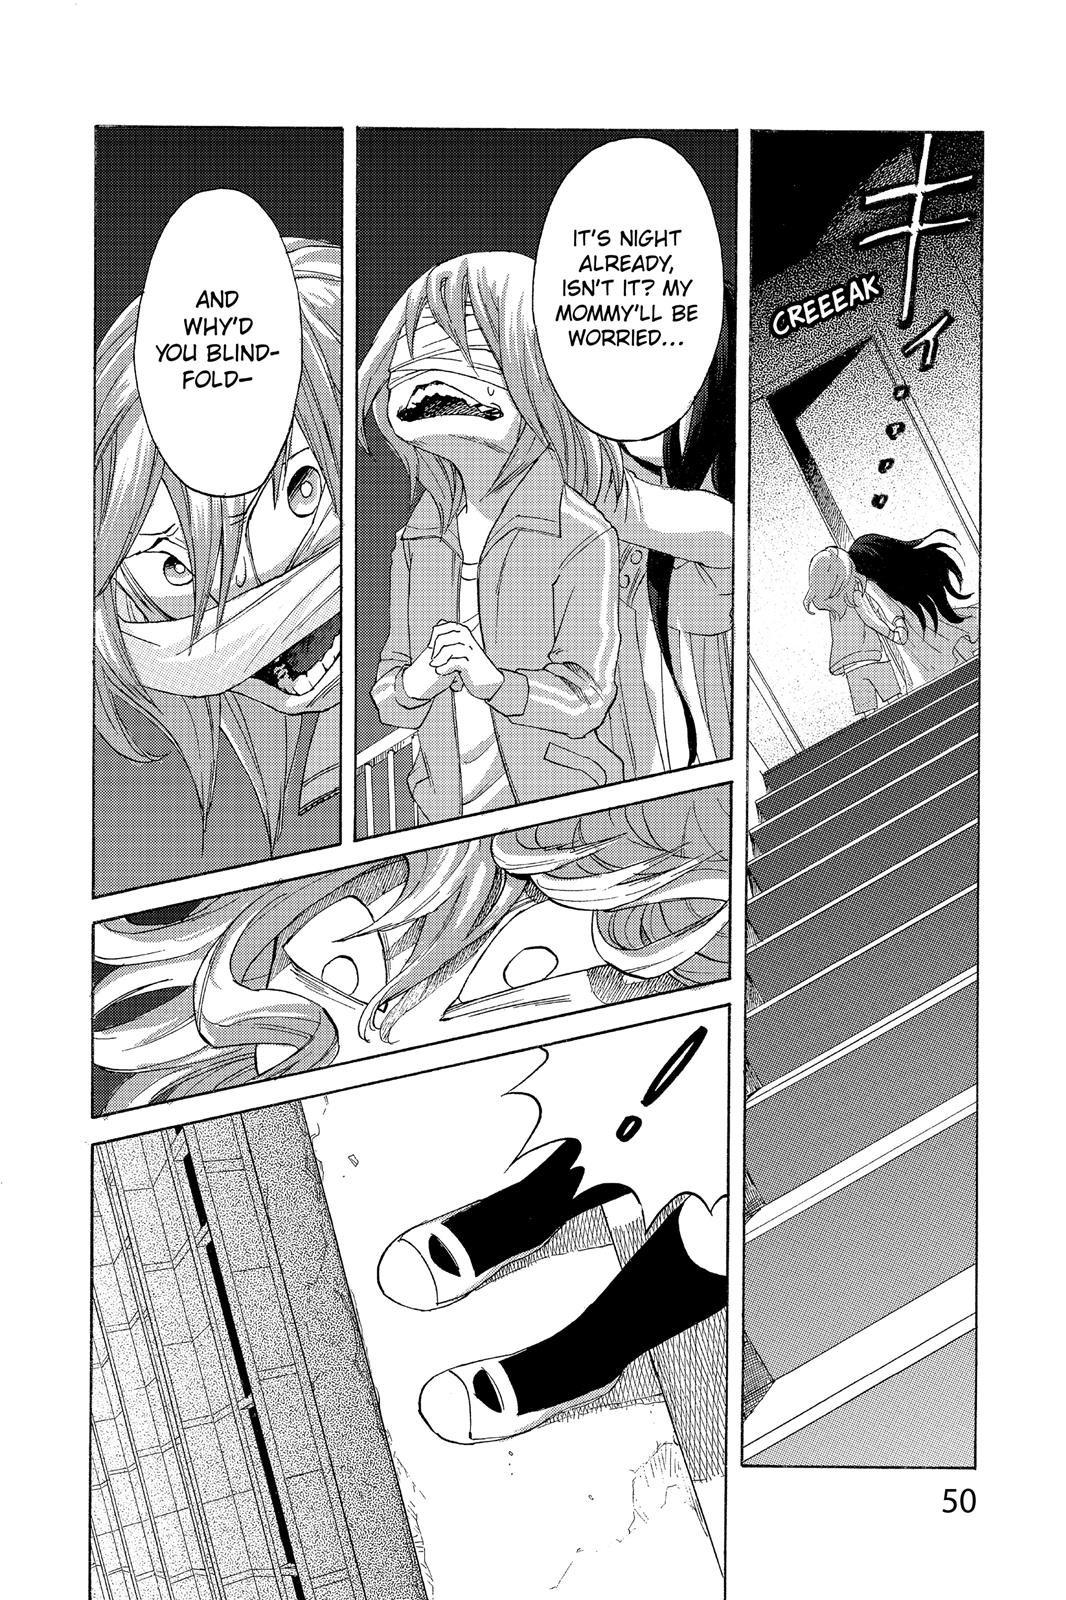 キィ
CREEEAK
IT'S NIGHT
ALREADY,
ISN'T IT? MY
MOMMY'LL BE
WORRIED...
AND
WHY'D
YOU BLIND-
FOLD-
!
50